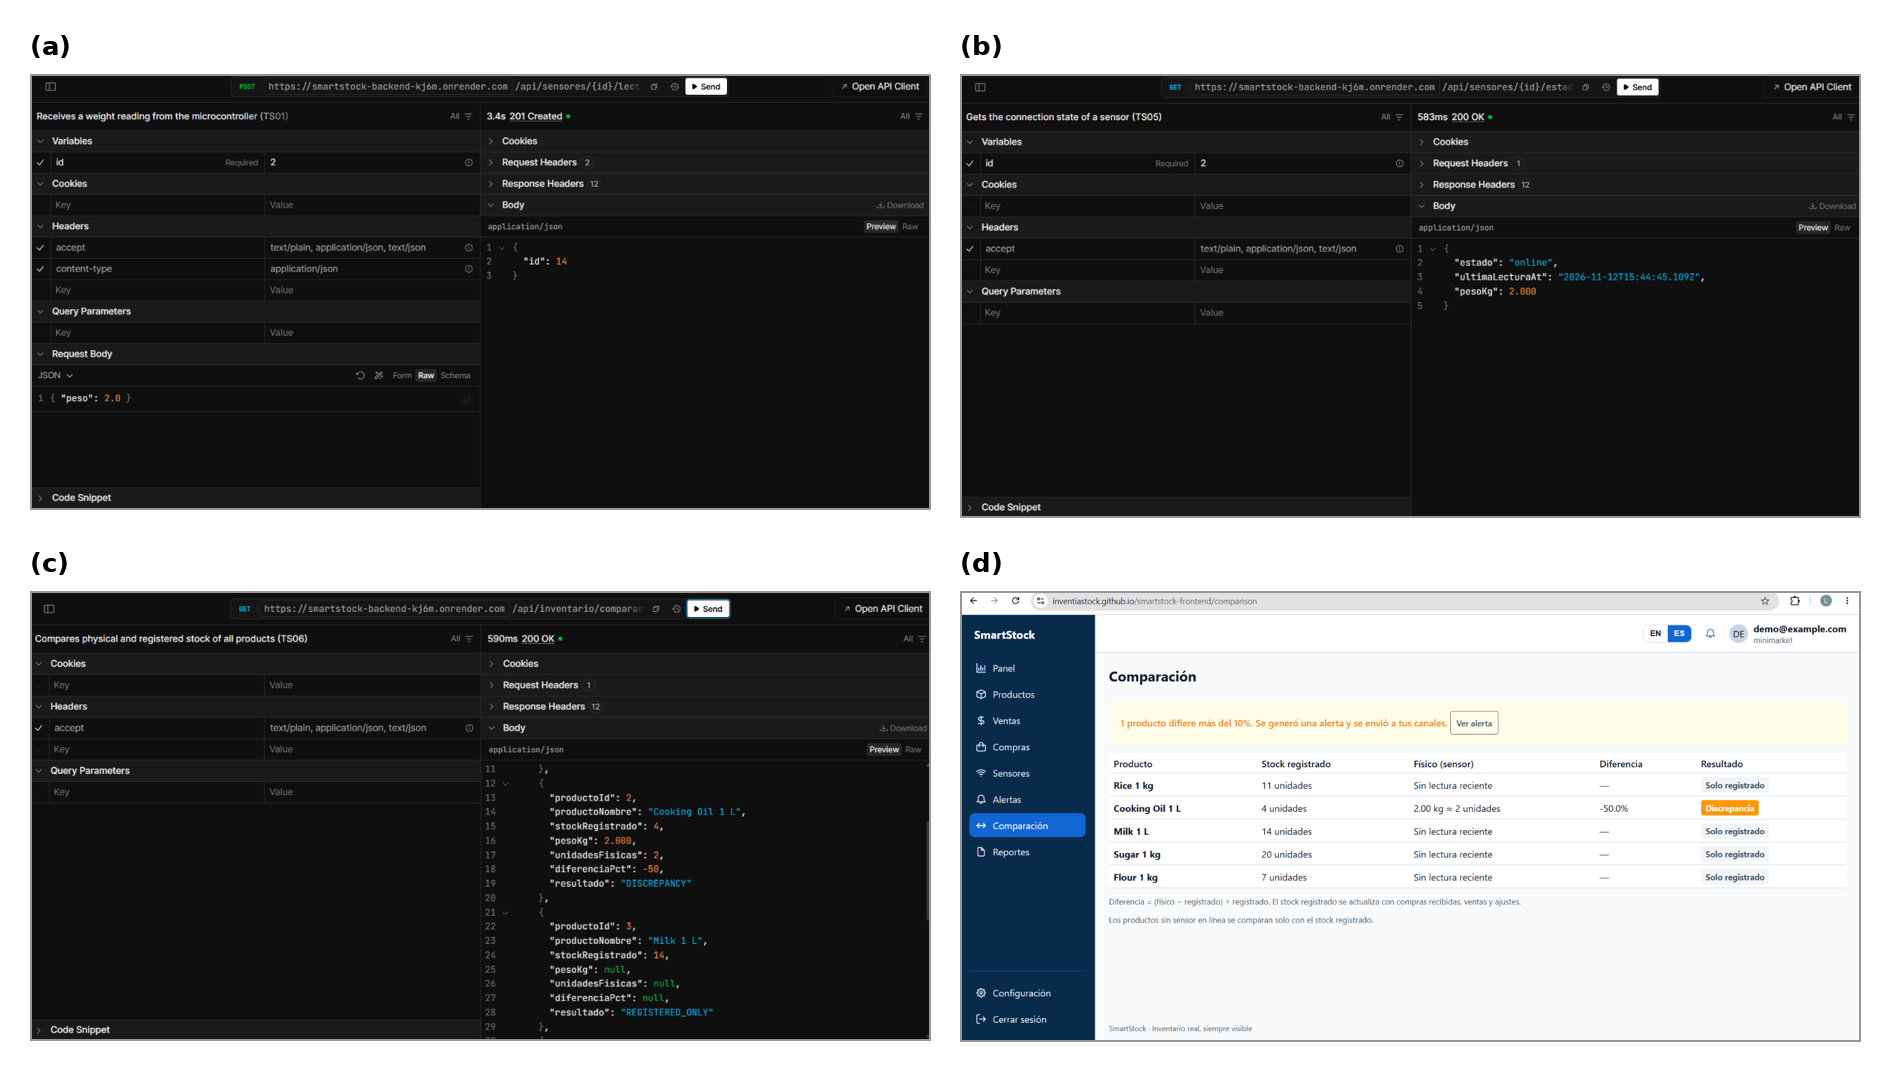 (a)
POST https://smartstock-backend-kj6m.onrender.com /api/sensores/{id}/lect Send Open API Client
Receives a weight reading from the microcontroller (TS01) All
Variables
id Required 2
Cookies
Key Value
Headers
accept text/plain, application/json, text/json
content-type application/json
Key Value
Query Parameters
Key Value
Request Body
JSON Form Raw Schema
1 { "peso": 2.0 }
Code Snippet
3.4s 201 Created All
Cookies
Request Headers 2
Response Headers 12
Body Download
application/json Preview Raw
1 {
2 "id": 14
3 }
(b)
GET https://smartstock-backend-kj6m.onrender.com /api/sensores/{id}/estad Send Open API Client
Gets the connection state of a sensor (TS05) All
Variables
id Required 2
Cookies
Key Value
Headers
accept text/plain, application/json, text/json
Key Value
Query Parameters
Key Value
Code Snippet
583ms 200 OK All
Cookies
Request Headers 1
Response Headers 12
Body Download
application/json Preview Raw
1 {
2 "estado": "online",
3 "ultimaLecturaAt": "2026-11-12T15:44:45.109Z",
4 "pesoKg": 2.000
5 }
(c)
GET https://smartstock-backend-kj6m.onrender.com /api/inventario/comparac Send Open API Client
Compares physical and registered stock of all products (TS06) All
Cookies
Key Value
Headers
accept text/plain, application/json, text/json
Key Value
Query Parameters
Key Value
Code Snippet
590ms 200 OK All
Cookies
Request Headers 1
Response Headers 12
Body Download
application/json Preview Raw
11 },
12 {
13 "productoId": 2,
14 "productoNombre": "Cooking Oil 1 L",
15 "stockRegistrado": 4,
16 "pesoKg": 2.000,
17 "unidadesFisicas": 2,
18 "diferenciaPct": -50,
19 "resultado": "DISCREPANCY"
20 },
21 {
22 "productoId": 3,
23 "productoNombre": "Milk 1 L",
24 "stockRegistrado": 14,
25 "pesoKg": null,
26 "unidadesFisicas": null,
27 "diferenciaPct": null,
28 "resultado": "REGISTERED_ONLY"
29 },
(d)
inventiastock.github.io/smartstock-frontend/comparison L
SmartStock
Panel
Productos
Ventas
Compras
Sensores
Alertas
Comparación
Reportes
Configuración
Cerrar sesión
EN ES DE demo@example.com
minimarket
Comparación
1 producto difiere más del 10%. Se generó una alerta y se envió a tus canales. Ver alerta
Producto Stock registrado Físico (sensor) Diferencia Resultado
Rice 1 kg 11 unidades Sin lectura reciente — Solo registrado
Cooking Oil 1 L 4 unidades 2.00 kg ≈ 2 unidades -50.0% Discrepancia
Milk 1 L 14 unidades Sin lectura reciente — Solo registrado
Sugar 1 kg 20 unidades Sin lectura reciente — Solo registrado
Flour 1 kg 7 unidades Sin lectura reciente — Solo registrado
Diferencia = (físico − registrado) ÷ registrado. El stock registrado se actualiza con compras recibidas, ventas y ajustes.
Los productos sin sensor en línea se comparan solo con el stock registrado.
SmartStock · Inventario real, siempre visible